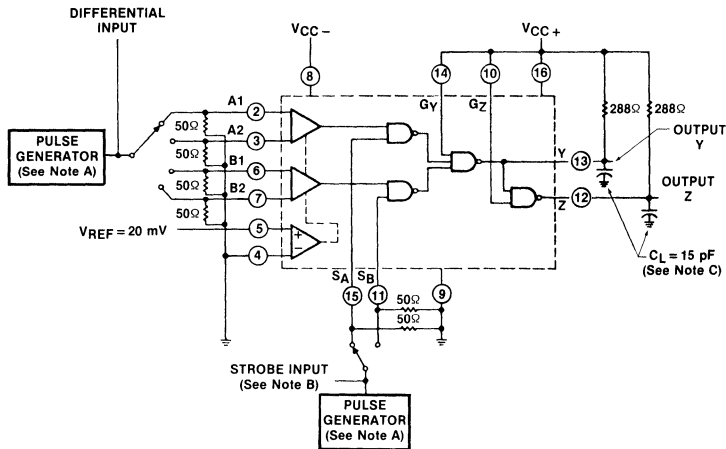 DIFFERENTIAL
INPUT
VCC−
VCC+
8
14
10
16
GY
GZ
A1
2
50Ω
A2
3
50Ω
B1
6
50Ω
B2
7
50Ω
288Ω
288Ω
PULSE
GENERATOR
(See Note A)
OUTPUT
Y
Y
13
OUTPUT
Z
Z
12
VREF = 20 mV
5
+
−
4
CL = 15 pF
(See Note C)
SA
SB
15
11
9
50Ω
50Ω
STROBE INPUT
(See Note B)
PULSE
GENERATOR
(See Note A)